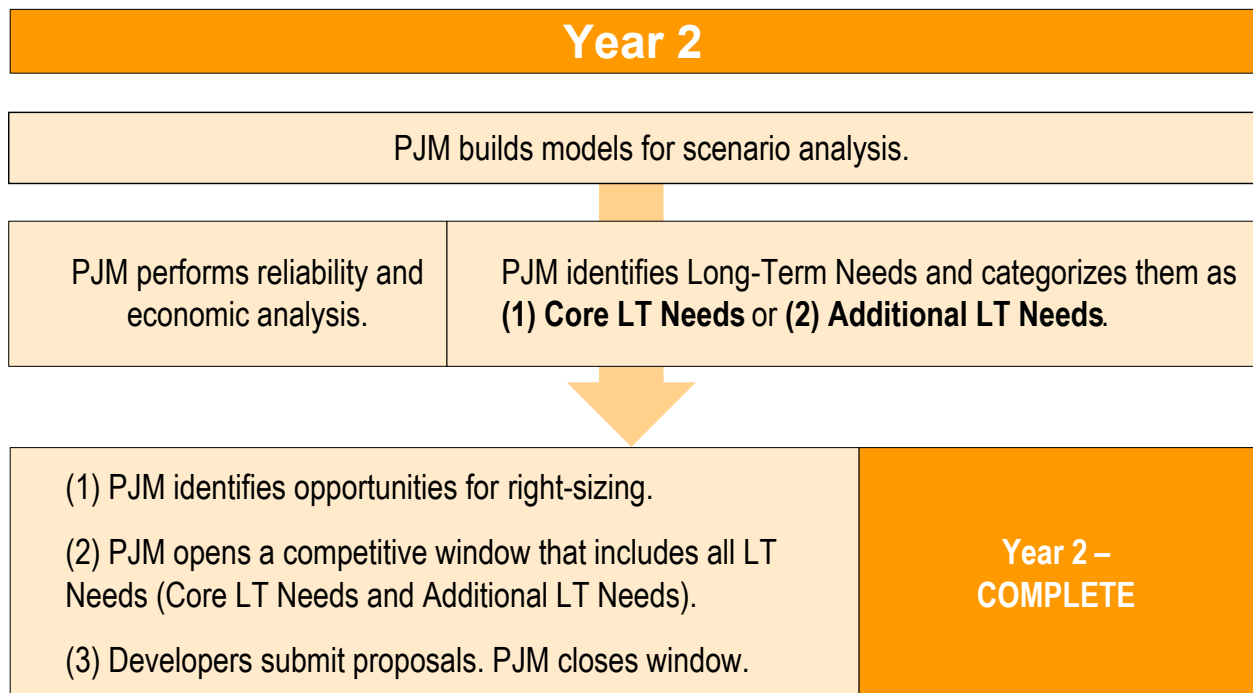 Year 2
PJM builds models for scenario analysis.
PJM performs reliability and
economic analysis.
PJM identifies Long-Term Needs and categorizes them as
(1) Core LT Needs or (2) Additional LT Needs.
(1) PJM identifies opportunities for right-sizing.
(2) PJM opens a competitive window that includes all LT
Needs (Core LT Needs and Additional LT Needs).
(3) Developers submit proposals. PJM closes window.
Year 2 –
COMPLETE